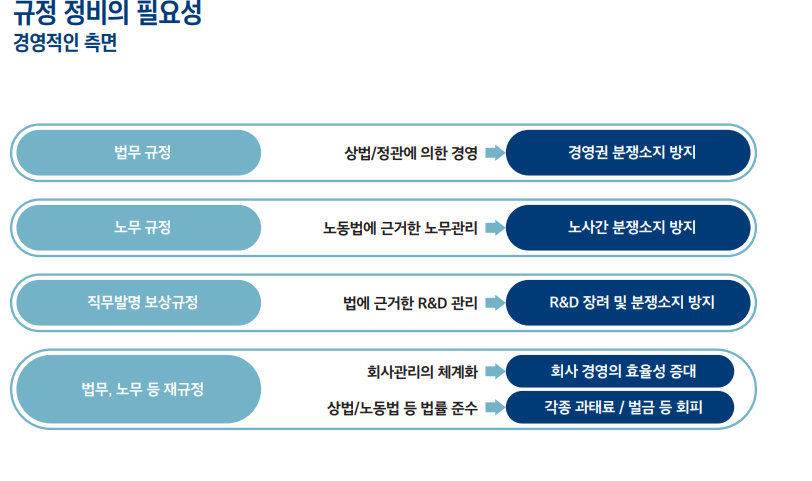 규정 정비의 필요성
경영적인 측면
법무 규정
상법/정관에 의한 경영
경영권 분쟁소지 방지
노무 규정
노동법에 근거한 노무관리
노사간 분쟁소지 방지
직무발명 보상규정
법에 근거한 R&D 관리
R&D 장려 및 분쟁소지 방지
법무, 노무 등 재규정
회사관리의 체계화
회사 경영의 효율성 증대
상법/노동법 등 법률 준수
각종 과태료 / 벌금 등 회피